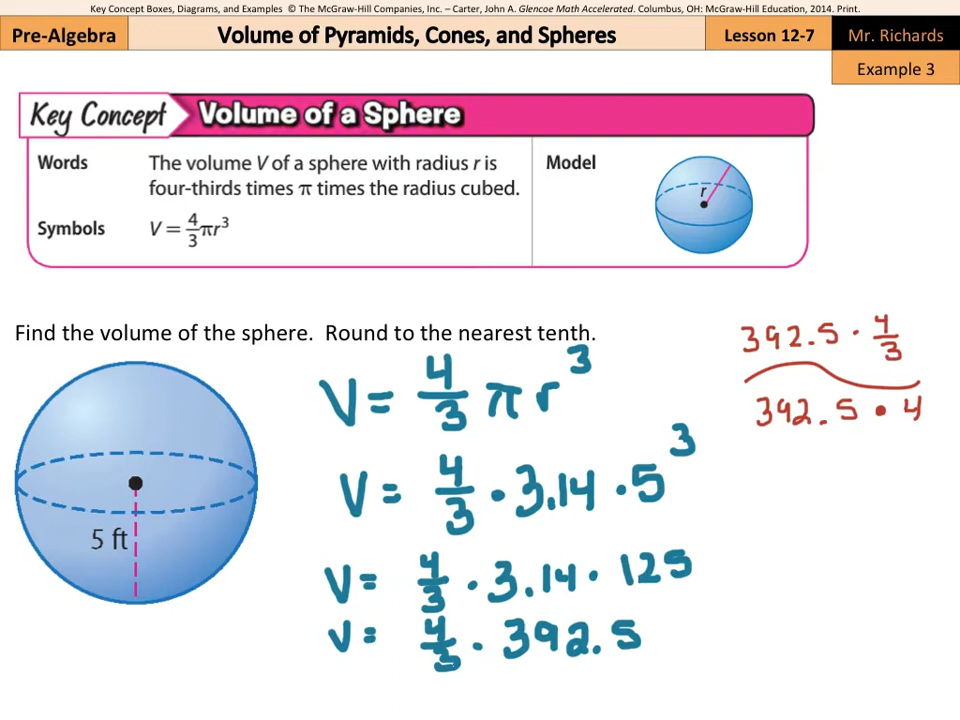 Key Concept Boxes, Diagrams, and Examples © The McGraw-Hill Companies, Inc. – Carter, John A. Glencoe Math Accelerated. Columbus, OH: McGraw-Hill Education, 2014. Print.
Pre-Algebra
Volume of Pyramids, Cones, and Spheres
Lesson 12-7
Mr. Richards
Example 3
Key Concept
Volume of a Sphere
Words
The volume V of a sphere with radius r is
four-thirds times π times the radius cubed.
Symbols
V = 4/3 πr³
Model
r
Find the volume of the sphere. Round to the nearest tenth.
5 ft
V = 4/3 π r³
V = 4/3 · 3.14 · 5³
V = 4/3 · 3.14 · 125
V = 4/3 · 392.5
392.5 · 4/3
392.5 · 4